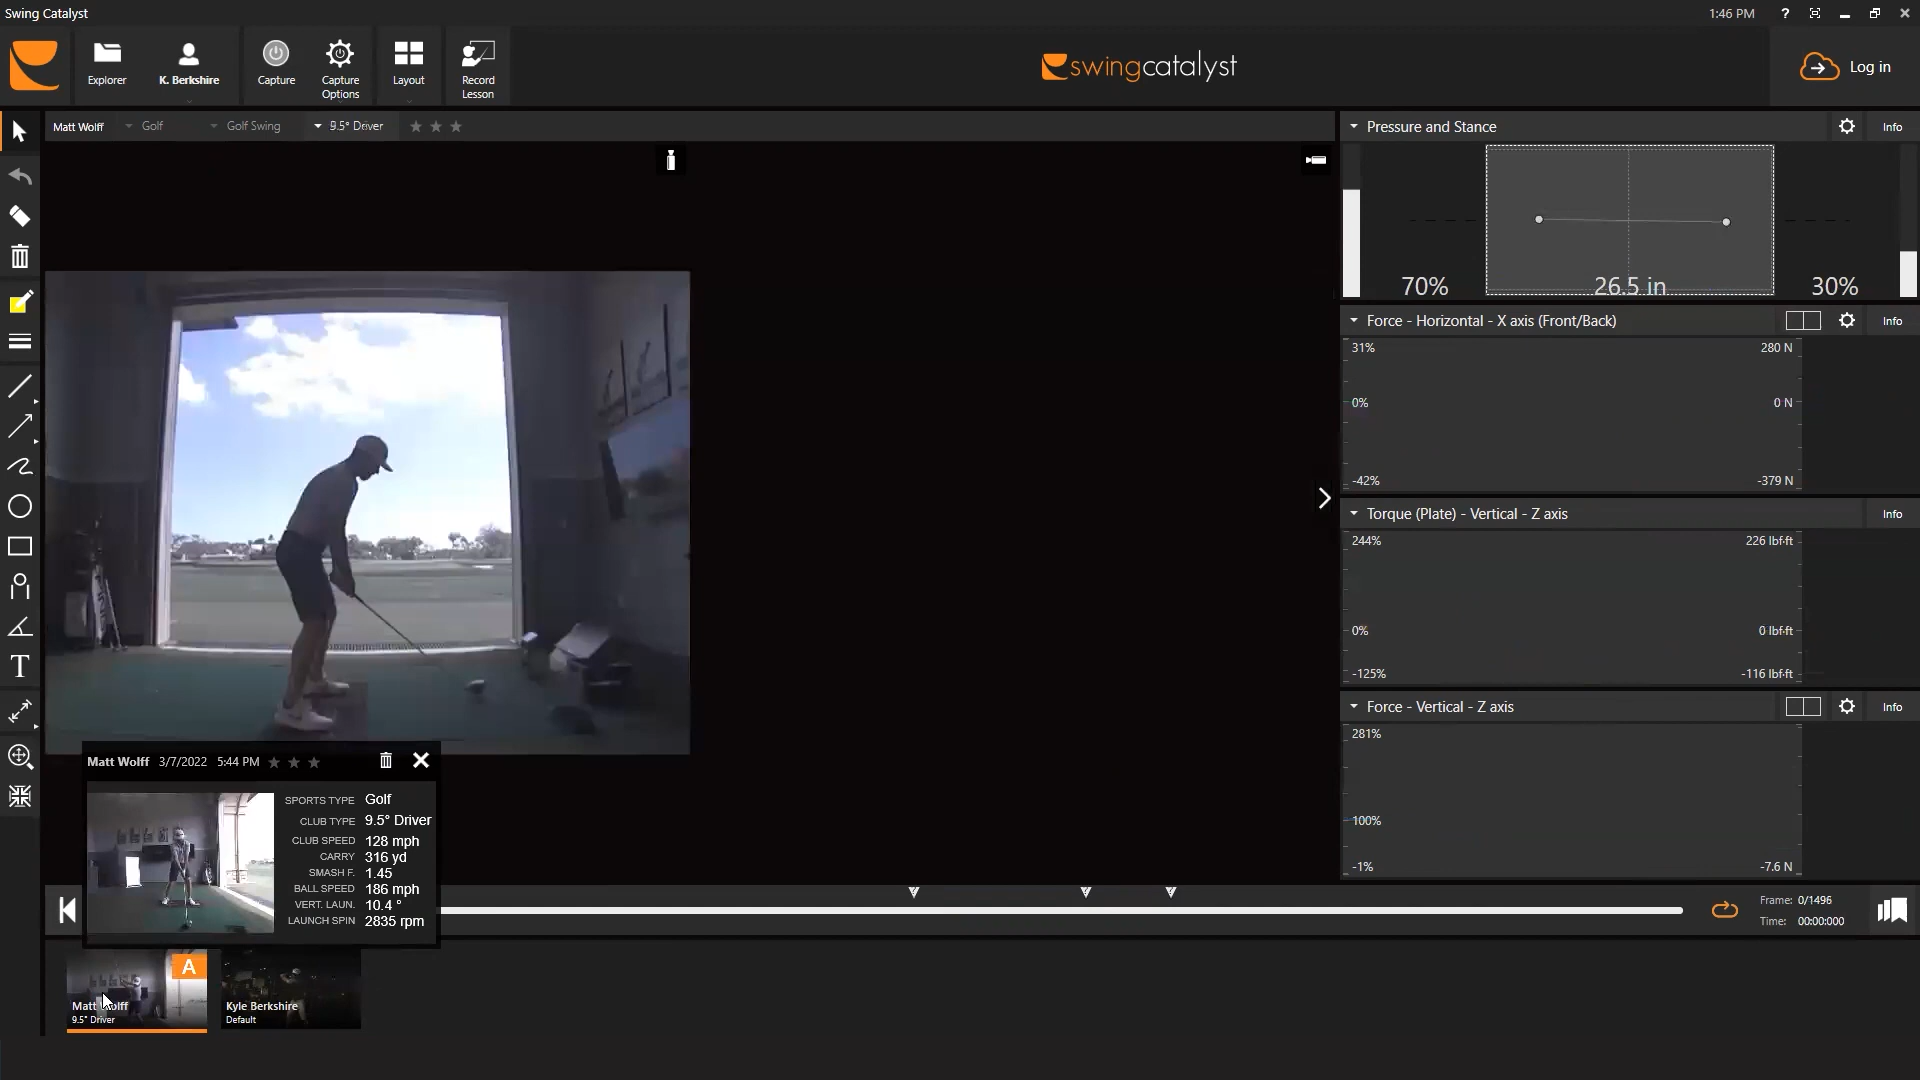 Swing Catalyst
1:46 PM
?
Explorer
K. Berkshire
Capture
Capture
Options
Layout
Record
Lesson
swingcatalyst
Log in
Matt Wolff
Golf
Golf Swing
9.5° Driver
Pressure and Stance
Info
70%
26.5 in
30%
Force - Horizontal - X axis (Front/Back)
Info
31%
280 N
0%
0 N
-42%
-379 N
Torque (Plate) - Vertical - Z axis
Info
244%
226 lbf·ft
0%
0 lbf·ft
-125%
-116 lbf·ft
Force - Vertical - Z axis
Info
281%
100%
-1%
-7.6 N
T
Matt Wolff 3/7/2022 5:44 PM
SPORTS TYPE Golf
CLUB TYPE 9.5° Driver
CLUB SPEED 128 mph
CARRY 316 yd
SMASH F. 1.45
BALL SPEED 186 mph
VERT. LAUN. 10.4 °
LAUNCH SPIN 2835 rpm
Frame: 0/1496
Time: 00:00:000
A
Matt Wolff
9.5° Driver
Kyle Berkshire
Default